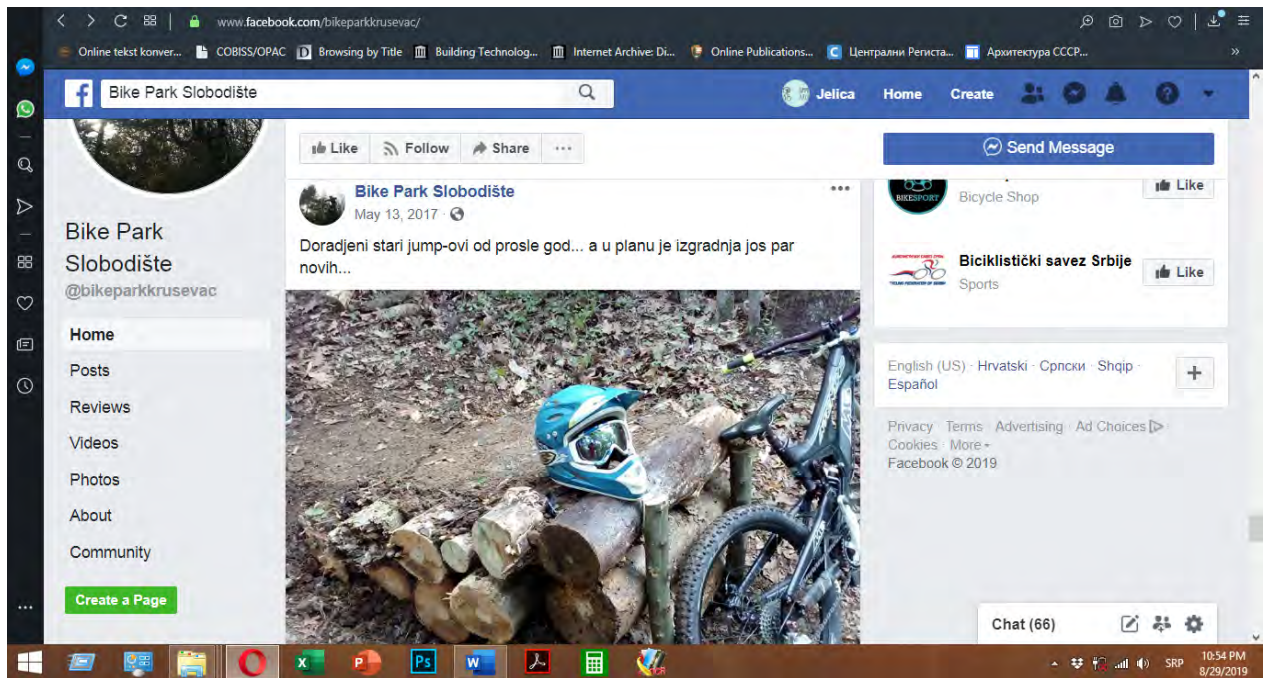 www.facebook.com/bikeparkkrusevac/
Online tekst konver... COBISS/OPAC Browsing by Title Building Technolog... Internet Archive: Di... Online Publications... Централни Региста... Архитектура СССР... »
Bike Park Slobodište
Jelica Home Create
Like Follow Share ...
Send Message
Bike Park
Slobodište
@bikeparkkrusevac
Home
Posts
Reviews
Videos
Photos
About
Community
Create a Page
Bike Park Slobodište
May 13, 2017
Doradjeni stari jump-ovi od prosle god... a u planu je izgradnja jos par
novih...
BIKESPORT
Bicycle Shop
Like
Biciklistički savez Srbije
Sports
Like
English (US) · Hrvatski · Српски · Shqip ·
Español
Privacy · Terms · Advertising · Ad Choices
Cookies · More
Facebook © 2019
Chat (66)
SRP
10:54 PM
8/29/2019